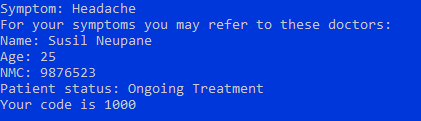 Symptom: Headache
For your symptoms you may refer to these doctors:
Name: Susil Neupane
Age: 25
NMC: 9876523
Patient status: Ongoing Treatment
Your code is 1000